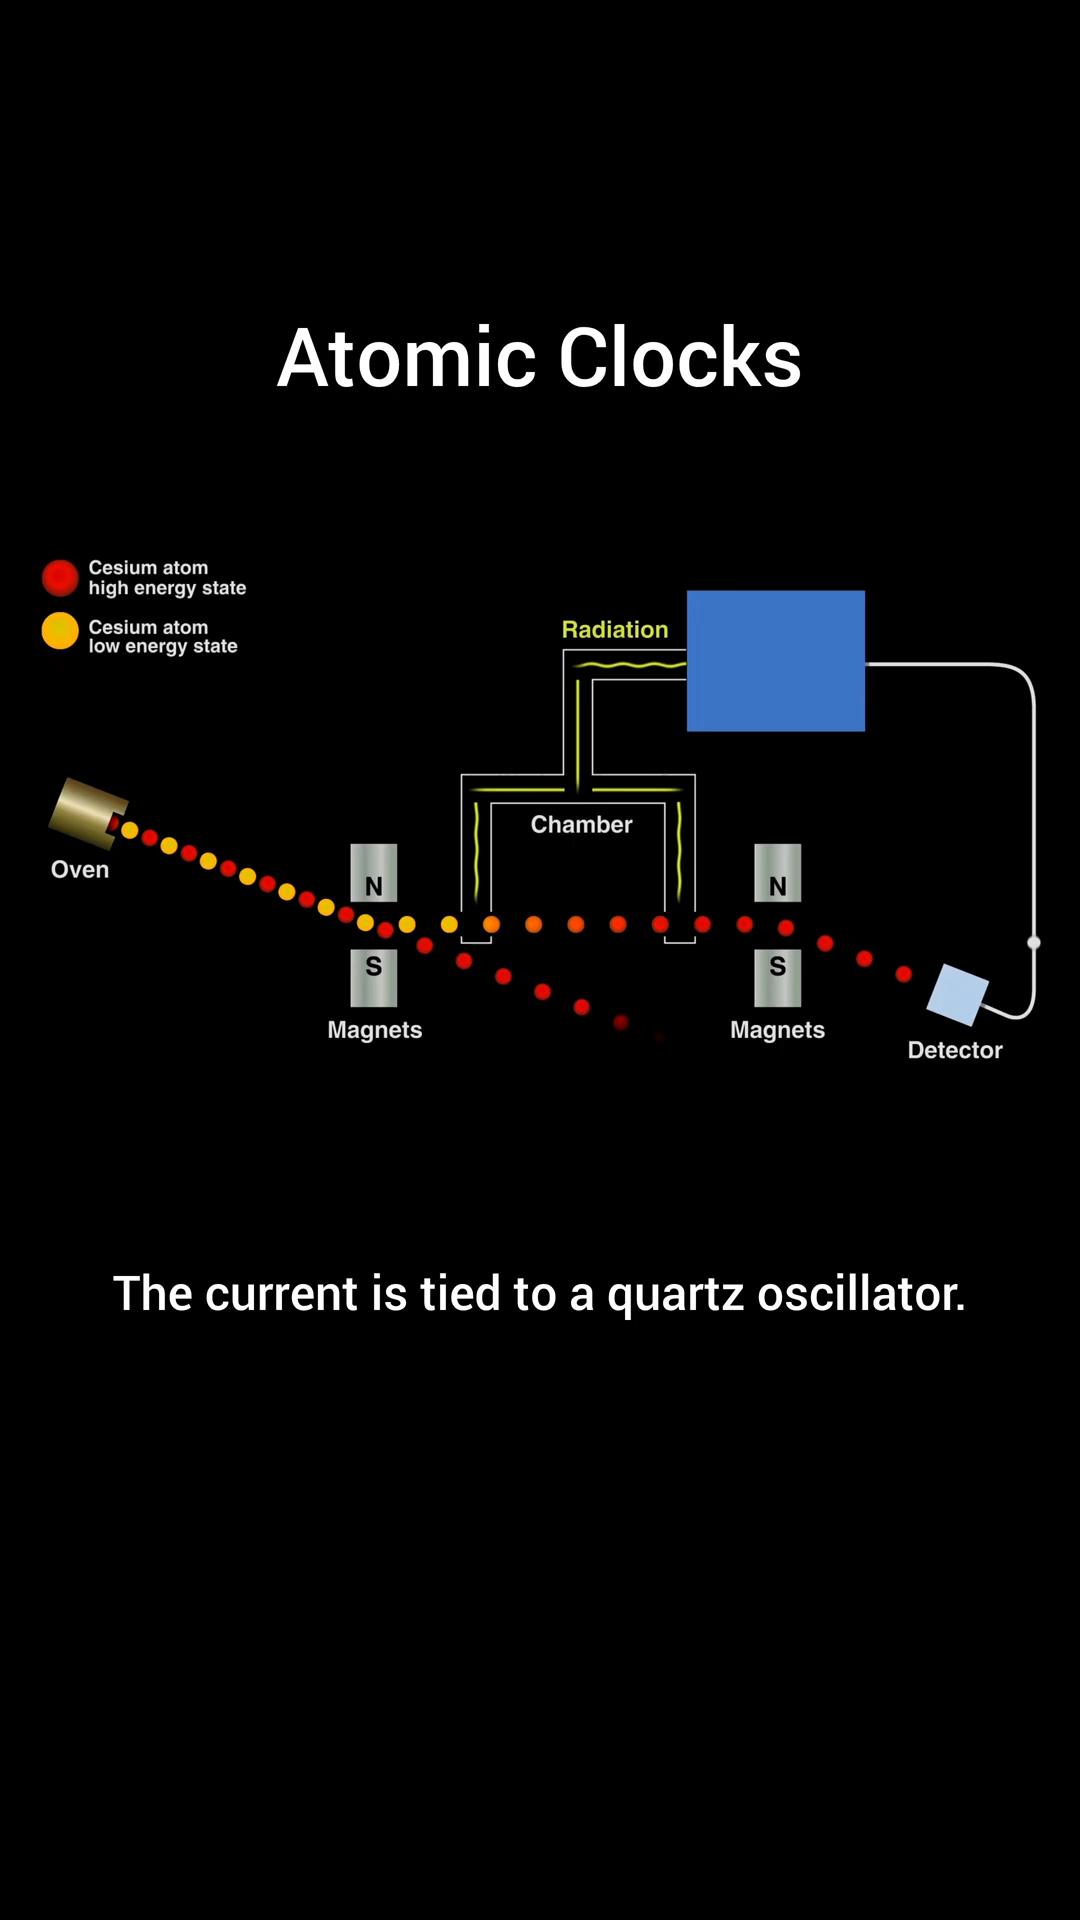 Atomic Clocks
Cesium atom
high energy state
Cesium atom
low energy state
Radiation
Chamber
Oven
N
S
Magnets
N
S
Magnets
Detector
The current is tied to a quartz oscillator.